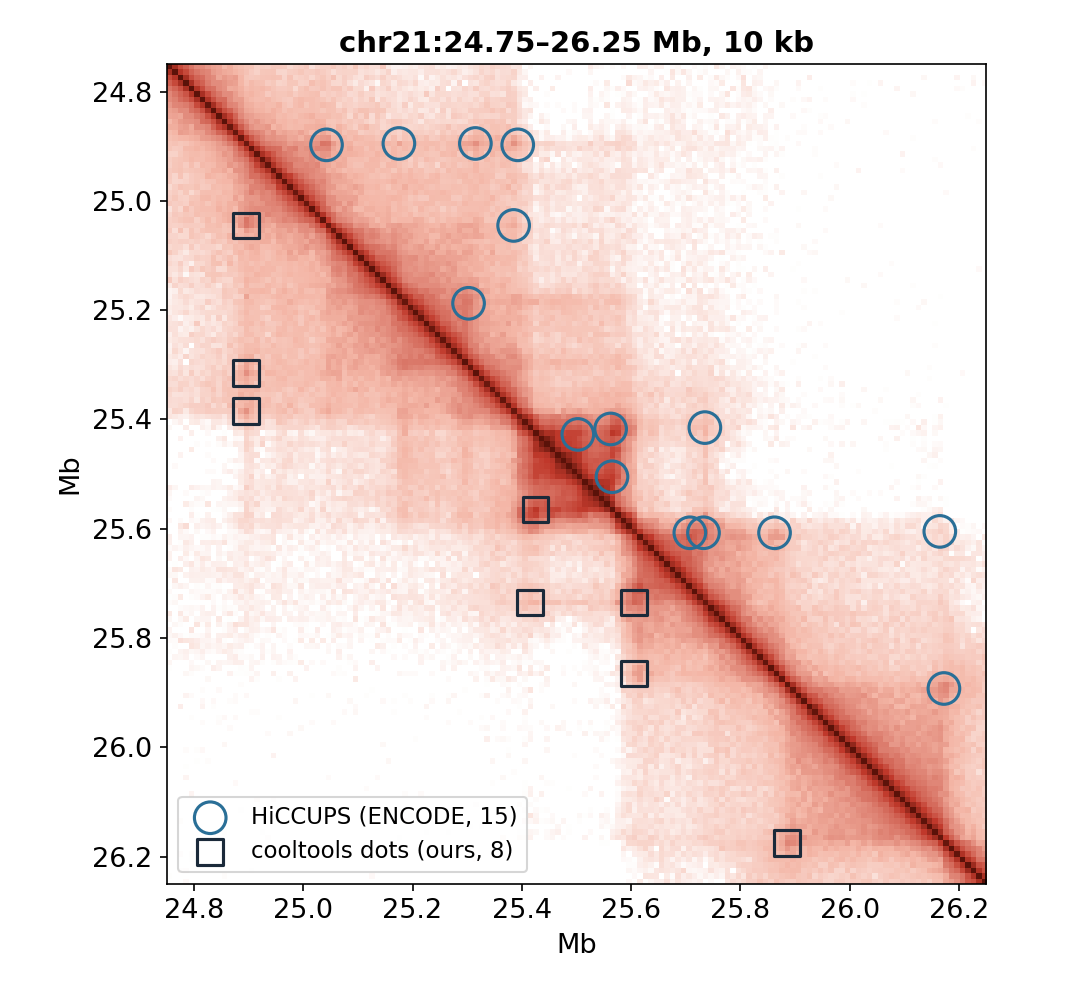 chr21:24.75–26.25 Mb, 10 kb
24.8
25.0
25.2
25.4
25.6
25.8
26.0
26.2
Mb
HiCCUPS (ENCODE, 15)
cooltools dots (ours, 8)
24.8 25.0 25.2 25.4 25.6 25.8 26.0 26.2
Mb